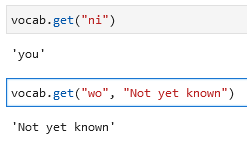 vocab.get("ni")
'you'
vocab.get("wo", "Not yet known")
'Not yet known'